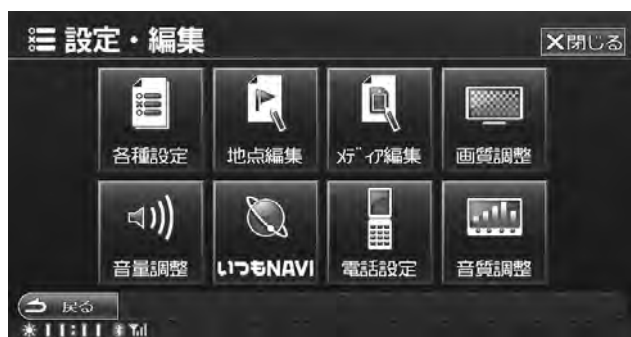 設定・編集
×閉じる
各種設定 地点編集 ﾒﾃﾞｨｱ編集 画質調整
音量調整 いつもNAVI 電話設定 音質調整
戻る
11:11